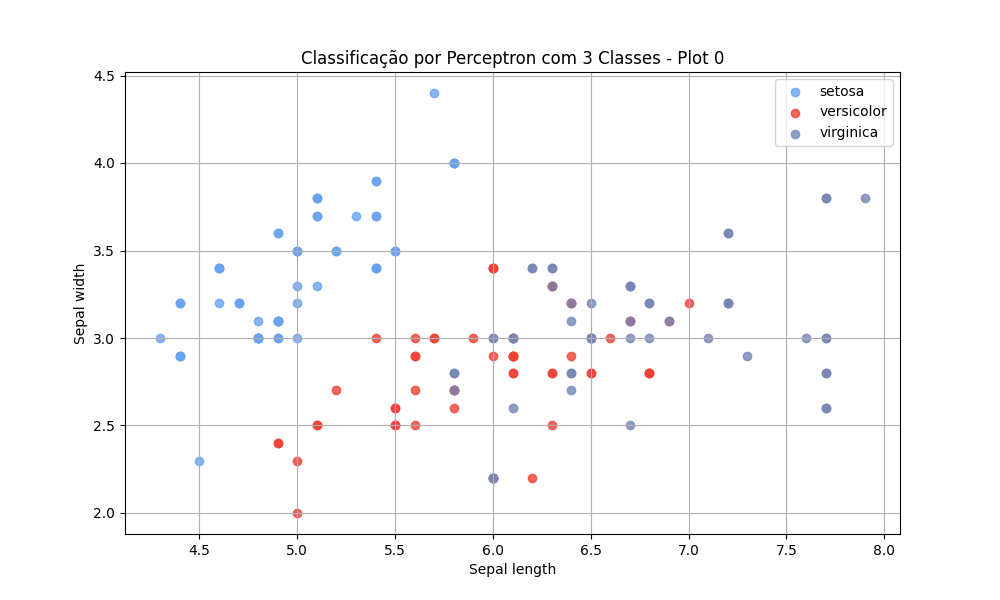 Classificação por Perceptron com 3 Classes - Plot 0
4.5
4.0
3.5
3.0
2.5
2.0
Sepal width
setosa
versicolor
virginica
4.5 5.0 5.5 6.0 6.5 7.0 7.5 8.0
Sepal length